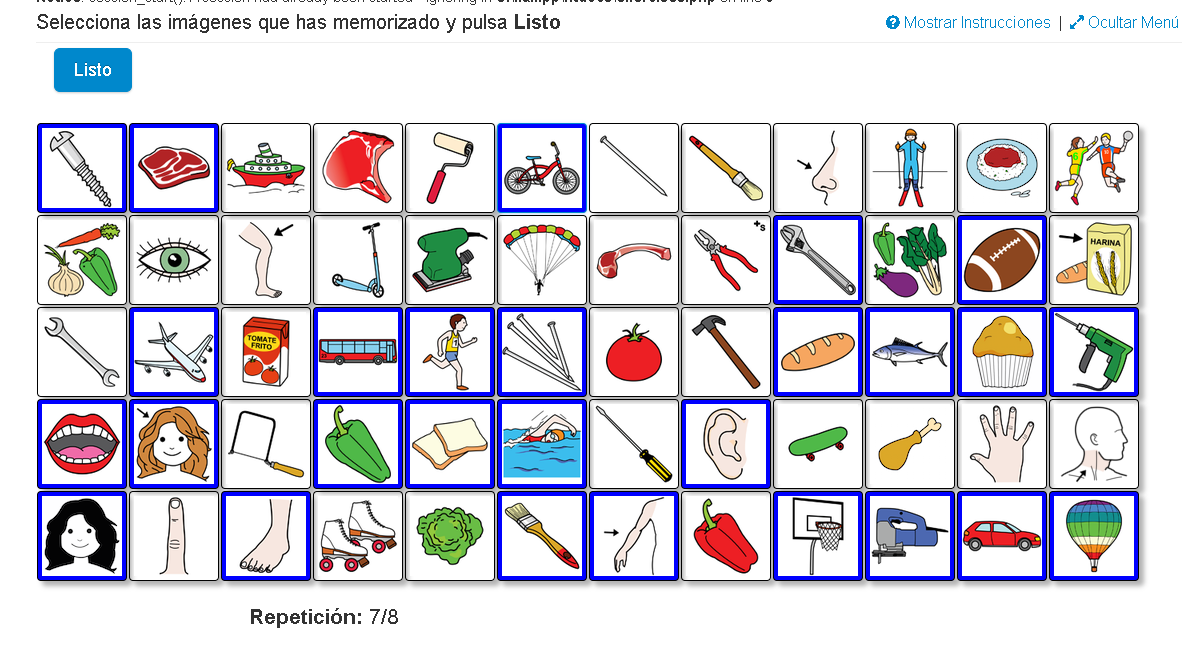 Selecciona las imágenes que has memorizado y pulsa Listo
Mostrar Instrucciones | Ocultar Menú
Listo
+s
HARINA
TOMATE
FRITO
1
Repetición: 7/8